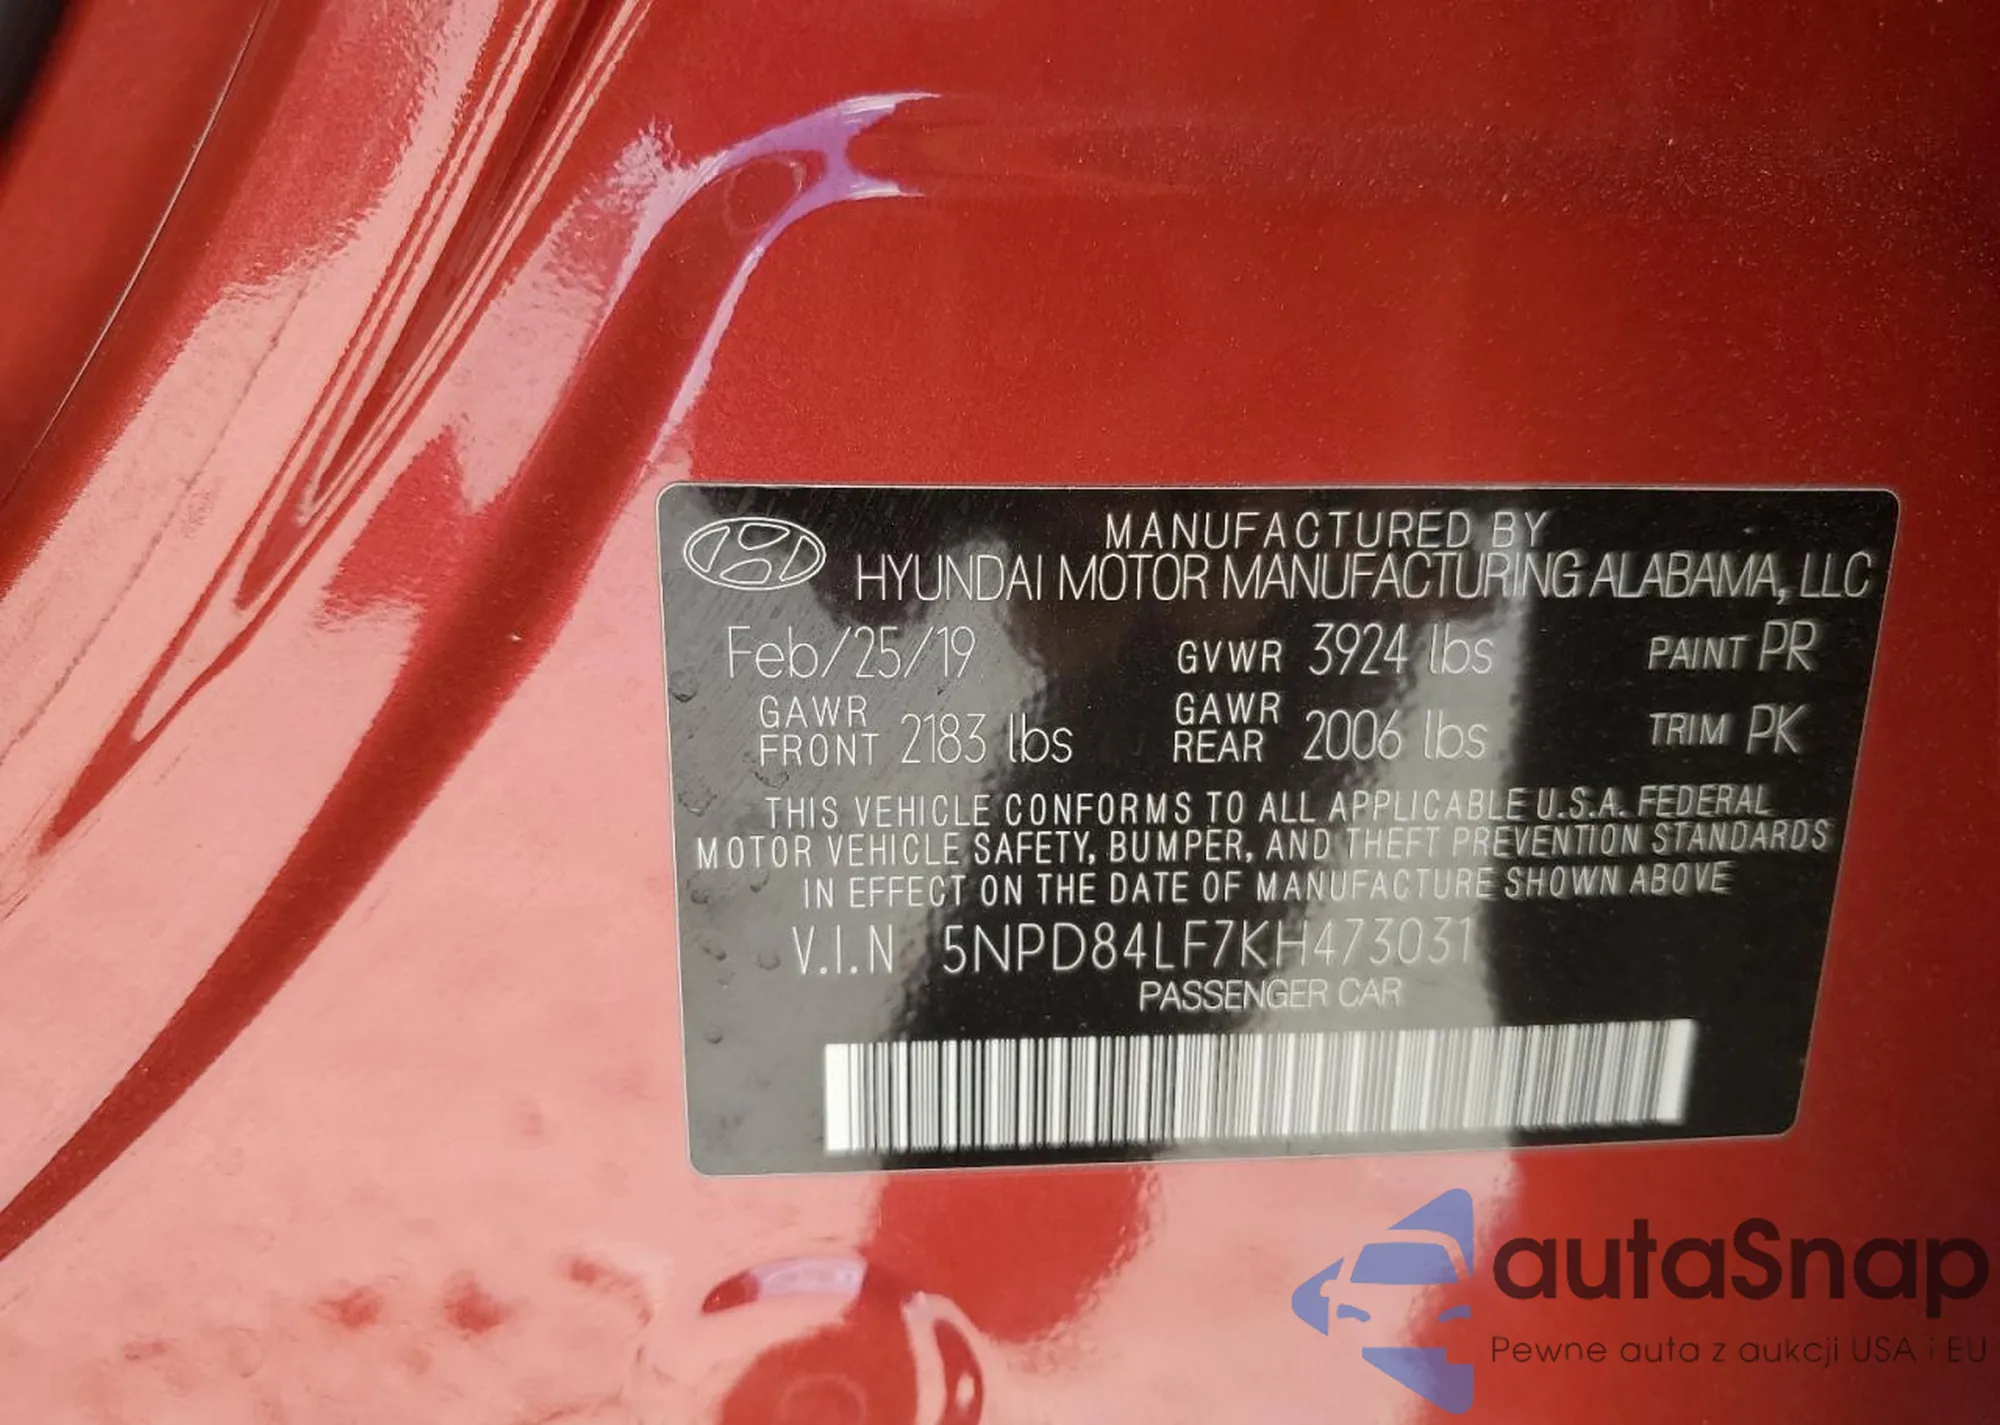 MANUFACTURED BY
HYUNDAI MOTOR MANUFACTURING ALABAMA, LLC
Feb/25/19 GVWR 3924 lbs PAINT PR
GAWR FRONT 2183 lbs GAWR REAR 2006 lbs TRIM PK
THIS VEHICLE CONFORMS TO ALL APPLICABLE U.S.A. FEDERAL
MOTOR VEHICLE SAFETY, BUMPER, AND THEFT PREVENTION STANDARDS
IN EFFECT ON THE DATE OF MANUFACTURE SHOWN ABOVE
V.I.N 5NPD84LF7KH473031
PASSENGER CAR
autaSnap
Pewne auta z aukcji USA i EU